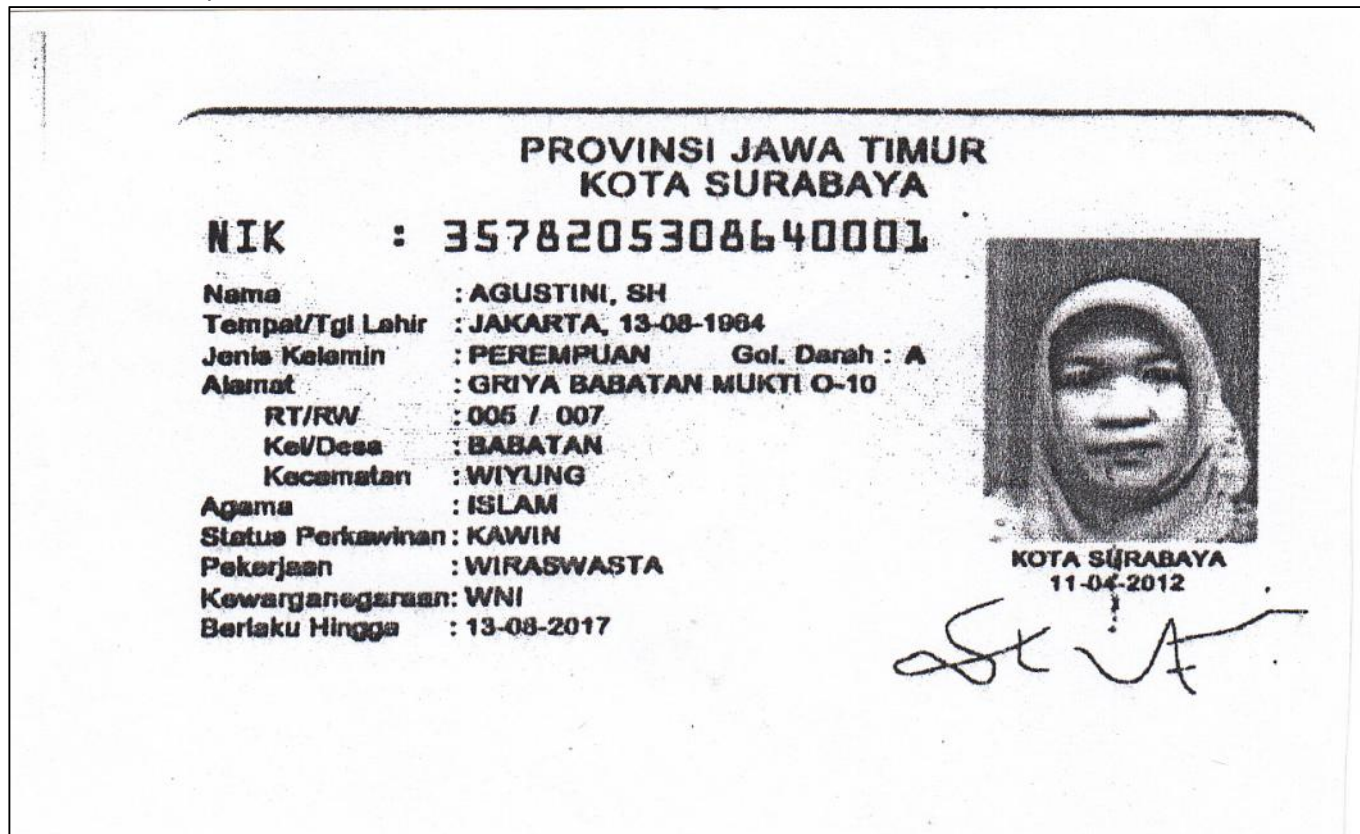 PROVINSI JAWA TIMUR
KOTA SURABAYA
NIK : 3578205308640001
Nama : AGUSTINI, SH
Tempat/Tgl Lahir : JAKARTA, 13-08-1964
Jenis Kelamin : PEREMPUAN Gol. Darah : A
Alamat : GRIYA BABATAN MUKTI O-10
RT/RW : 005 / 007
Kel/Desa : BABATAN
Kecamatan : WIYUNG
Agama : ISLAM
Status Perkawinan : KAWIN
Pekerjaan : WIRASWASTA
Kewarganegaraan : WNI
Berlaku Hingga : 13-08-2017
KOTA SURABAYA
11-04-2012